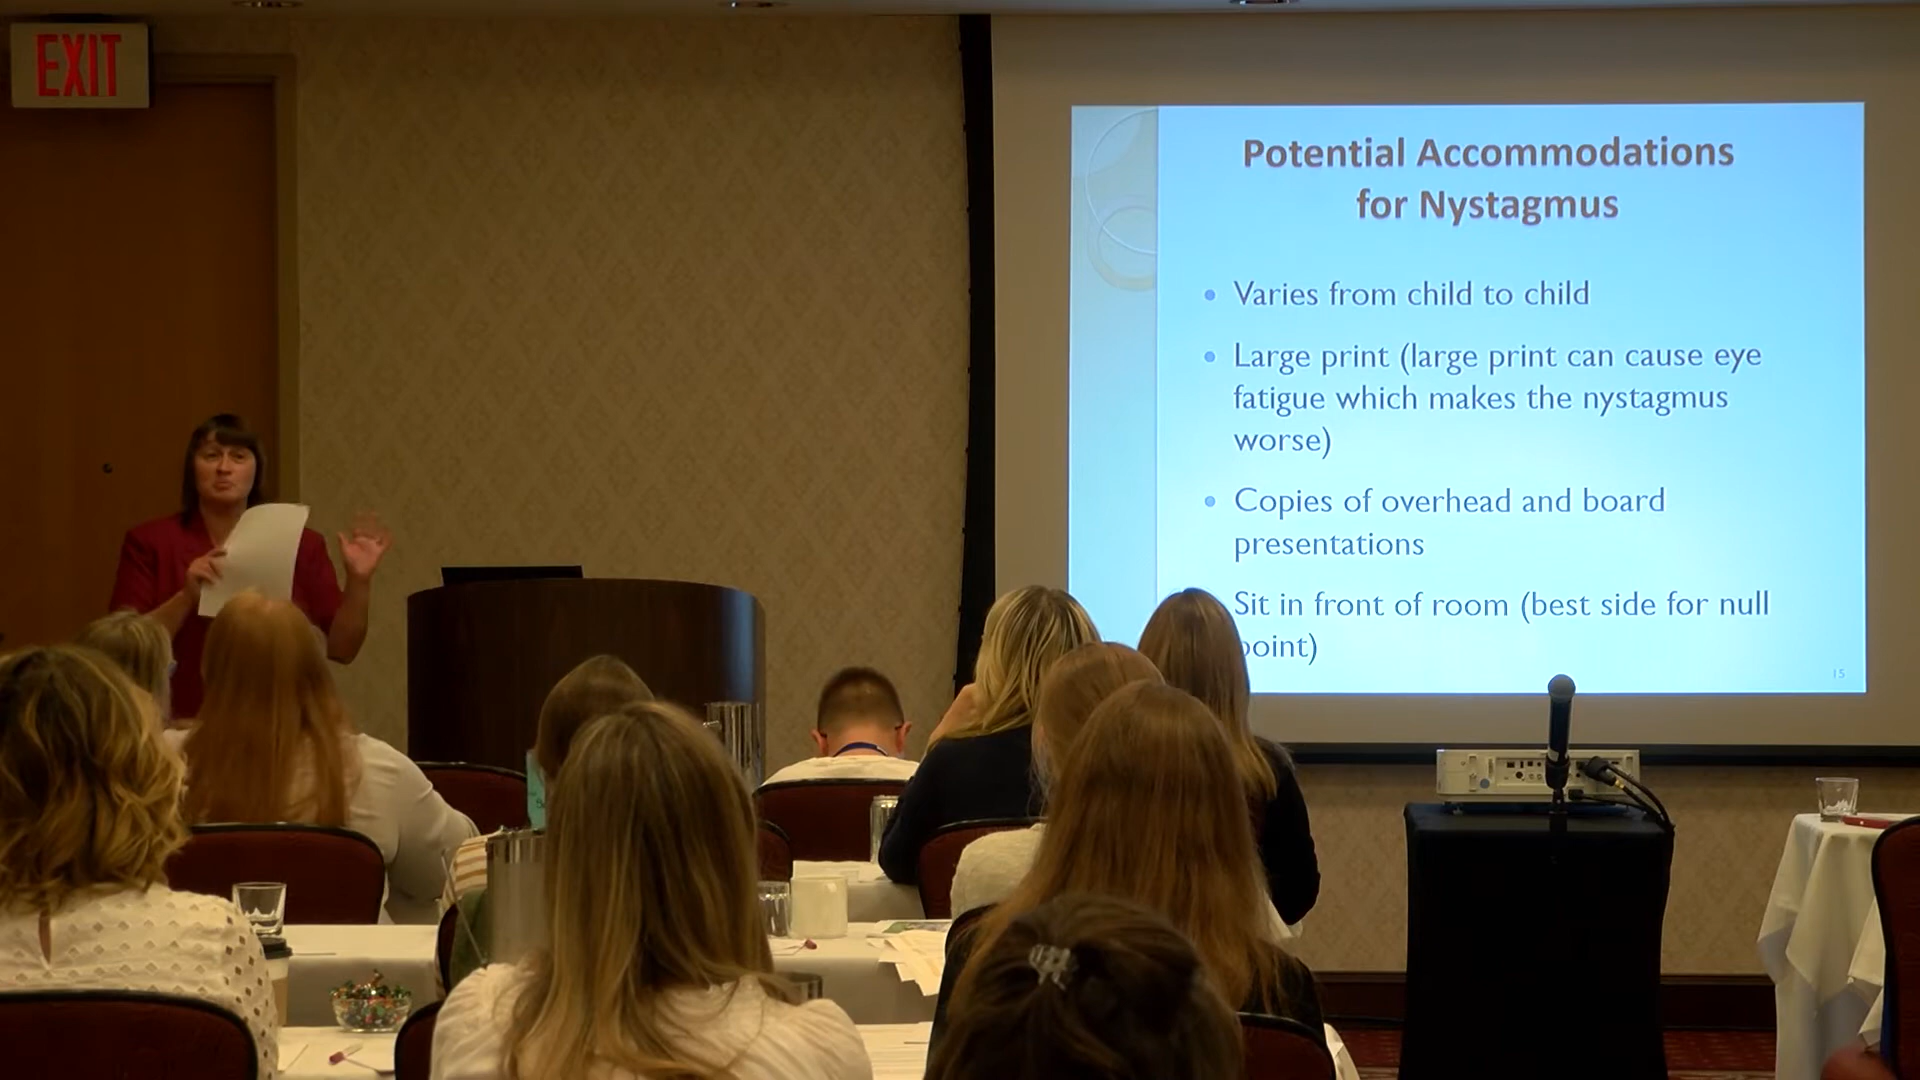 EXIT
Potential Accommodations
for Nystagmus
• Varies from child to child
• Large print (large print can cause eye
fatigue which makes the nystagmus
worse)
• Copies of overhead and board
presentations
Sit in front of room (best side for null
point)
15